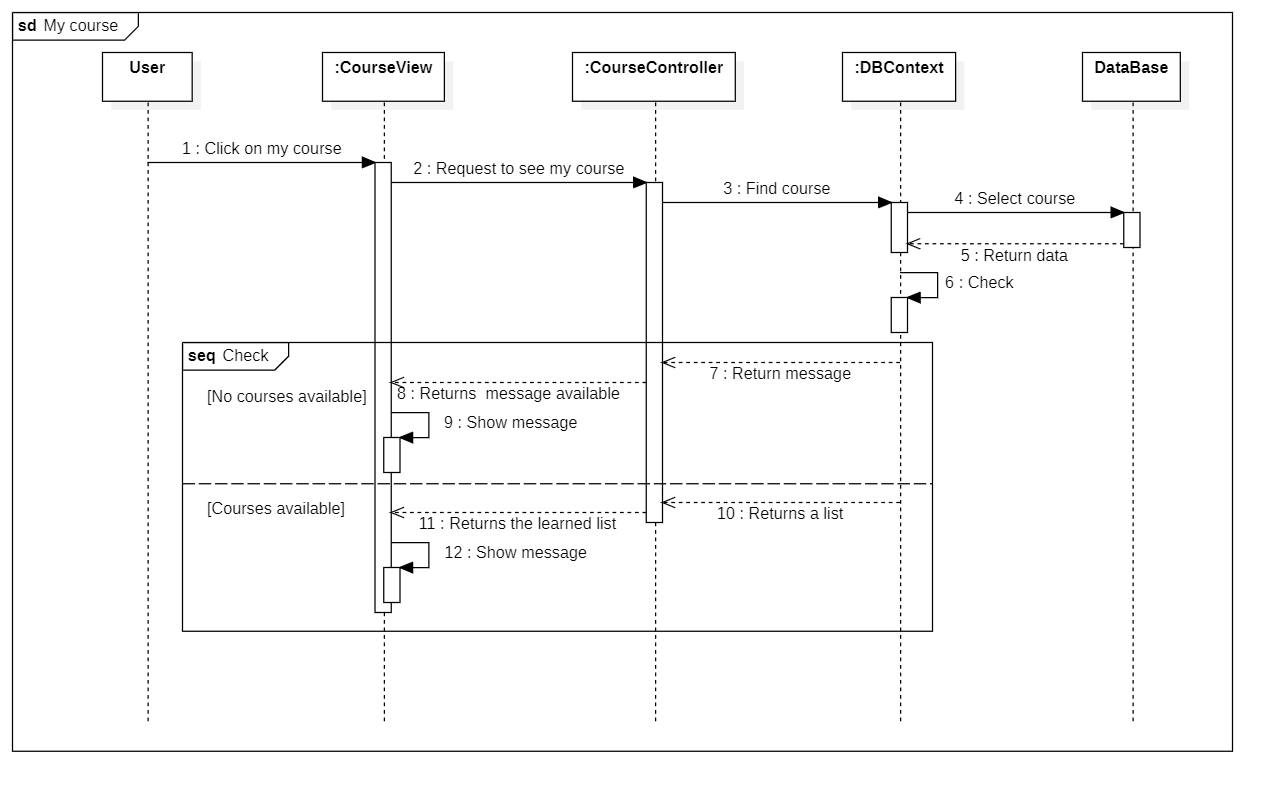 sd My course
User
:CourseView
:CourseController
:DBContext
DataBase
1 : Click on my course
2 : Request to see my course
3 : Find course
4 : Select course
5 : Return data
6 : Check
seq Check
7 : Return message
[No courses available]
8 : Returns  message available
9 : Show message
[Courses available]
10 : Returns a list
11 : Returns the learned list
12 : Show message